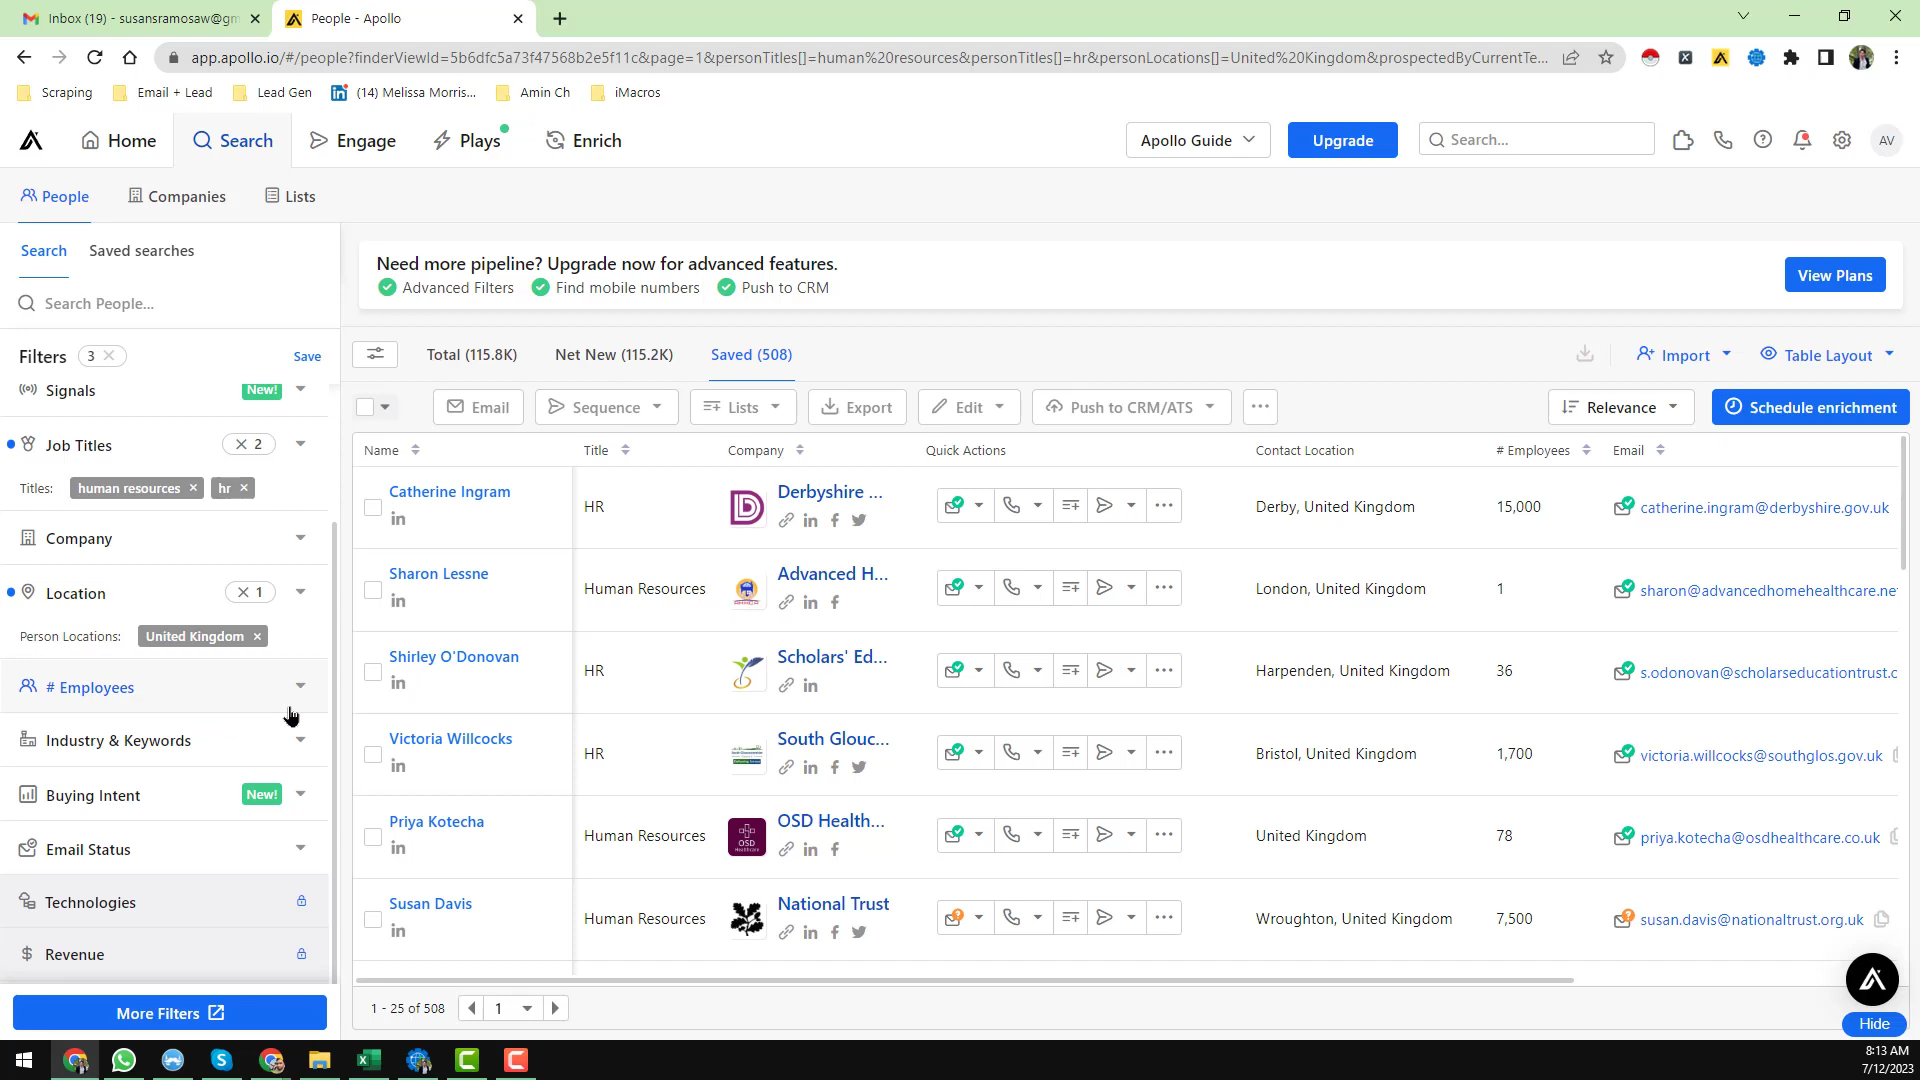 Inbox (19) - susansramosaw@gm
People - Apollo
app.apollo.io/#/people?finderViewId=5b6dfc5a73f47568b2e5f11c&page=1&personTitles[]=human%20resources&personTitles[]=hr&personLocations[]=United%20Kingdom&prospectedByCurrentTe...
Scraping
Email + Lead
Lead Gen
(14) Melissa Morris...
Amin Ch
iMacros
Home
Search
Engage
Plays
Enrich
Apollo Guide
Upgrade
Search...
AV
People
Companies
Lists
Search
Saved searches
Search People...
Need more pipeline? Upgrade now for advanced features.
Advanced Filters
Find mobile numbers
Push to CRM
View Plans
Filters
3
Save
Total (115.8K)
Net New (115.2K)
Saved (508)
Import
Table Layout
Signals
New!
Email
Sequence
Lists
Export
Edit
Push to CRM/ATS
Relevance
Schedule enrichment
Job Titles
2
Titles:
human resources
hr
Company
Location
1
Person Locations:
United Kingdom
# Employees
Industry & Keywords
Buying Intent
New!
Email Status
Technologies
Revenue
More Filters
Name
Title
Company
Quick Actions
Contact Location
# Employees
Email
Catherine Ingram
HR
Derbyshire ...
Derby, United Kingdom
15,000
catherine.ingram@derbyshire.gov.uk
Sharon Lessne
Human Resources
Advanced H...
London, United Kingdom
1
sharon@advancedhomehealthcare.ne
Shirley O'Donovan
HR
Scholars' Ed...
Harpenden, United Kingdom
36
s.odonovan@scholarseducationtrust.c
Victoria Willcocks
HR
South Glouc...
Bristol, United Kingdom
1,700
victoria.willcocks@southglos.gov.uk
Priya Kotecha
Human Resources
OSD
OSD Health...
United Kingdom
78
priya.kotecha@osdhealthcare.co.uk
Susan Davis
Human Resources
National Trust
Wroughton, United Kingdom
7,500
susan.davis@nationaltrust.org.uk
1 - 25 of 508
1
Hide
8:13 AM
7/12/2023